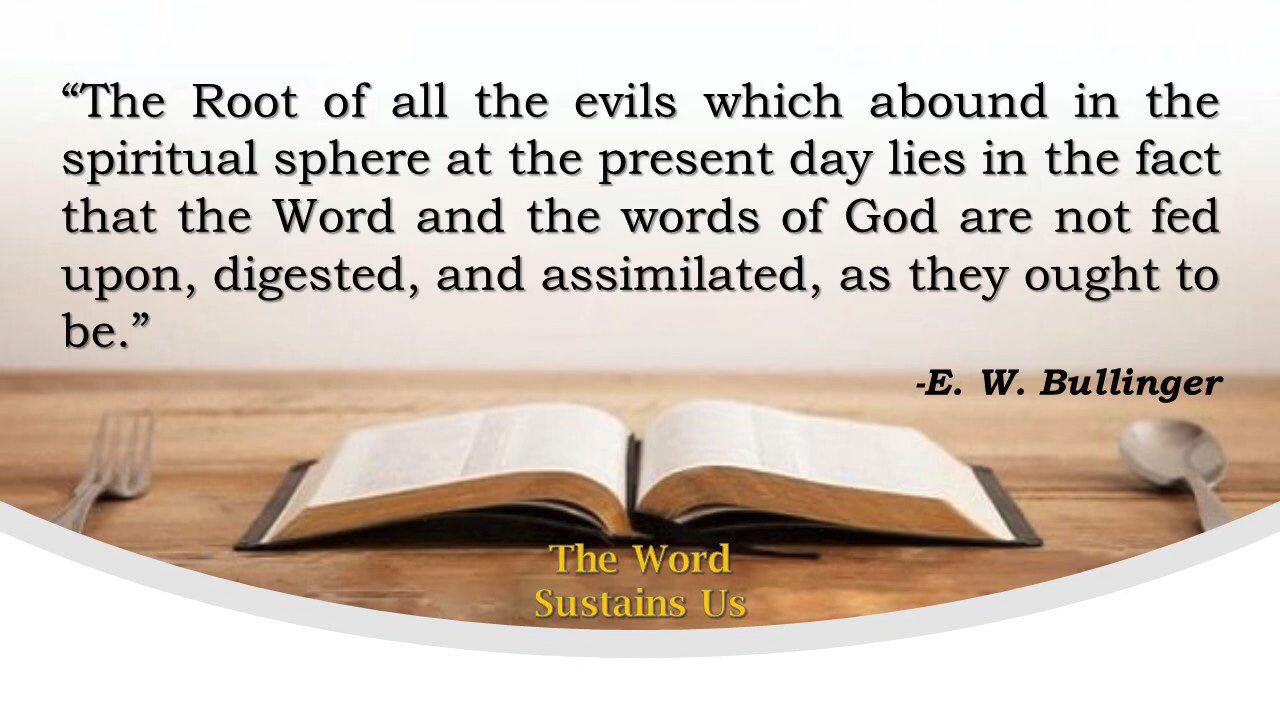 “The Root of all the evils which abound in the
spiritual sphere at the present day lies in the fact
that the Word and the words of God are not fed
upon, digested, and assimilated, as they ought to
be.”
-E. W. Bullinger
The Word
Sustains Us